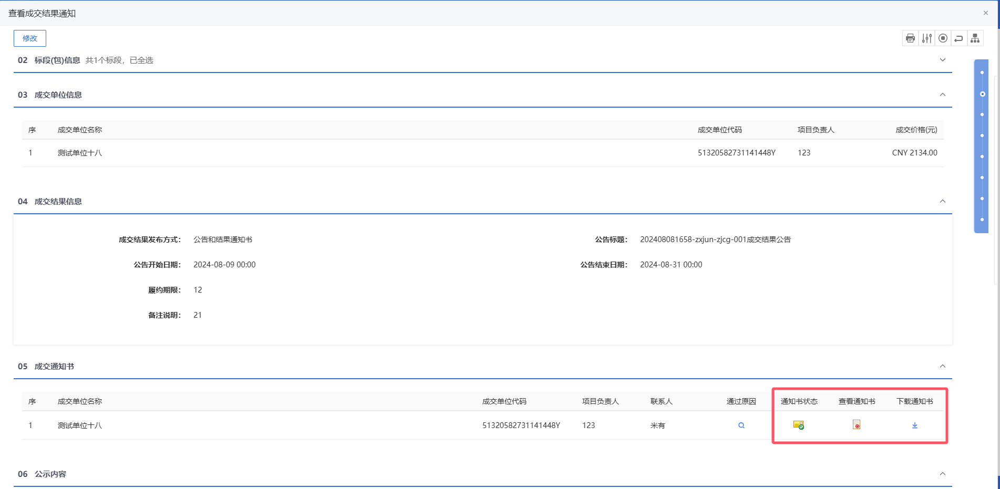 查看成交结果通知
修改
02 标段(包)信息 共1个标段，已全选
03 成交单位信息
序 成交单位名称 成交单位代码 项目负责人 成交价格(元)
1 测试单位十八 51320582731141448Y 123 CNY 2134.00
04 成交结果信息
成交结果发布方式： 公告和结果通知书 公告标题： 202408081658-zxjun-zjcg-001成交结果公告
公告开始日期： 2024-08-09 00:00 公告结束日期： 2024-08-31 00:00
履约期限： 12
备注说明： 21
05 成交通知书
序 成交单位名称 成交单位代码 项目负责人 联系人 通过原因 通知书状态 查看通知书 下载通知书
1 测试单位十八 51320582731141448Y 123 米有
06 公示内容